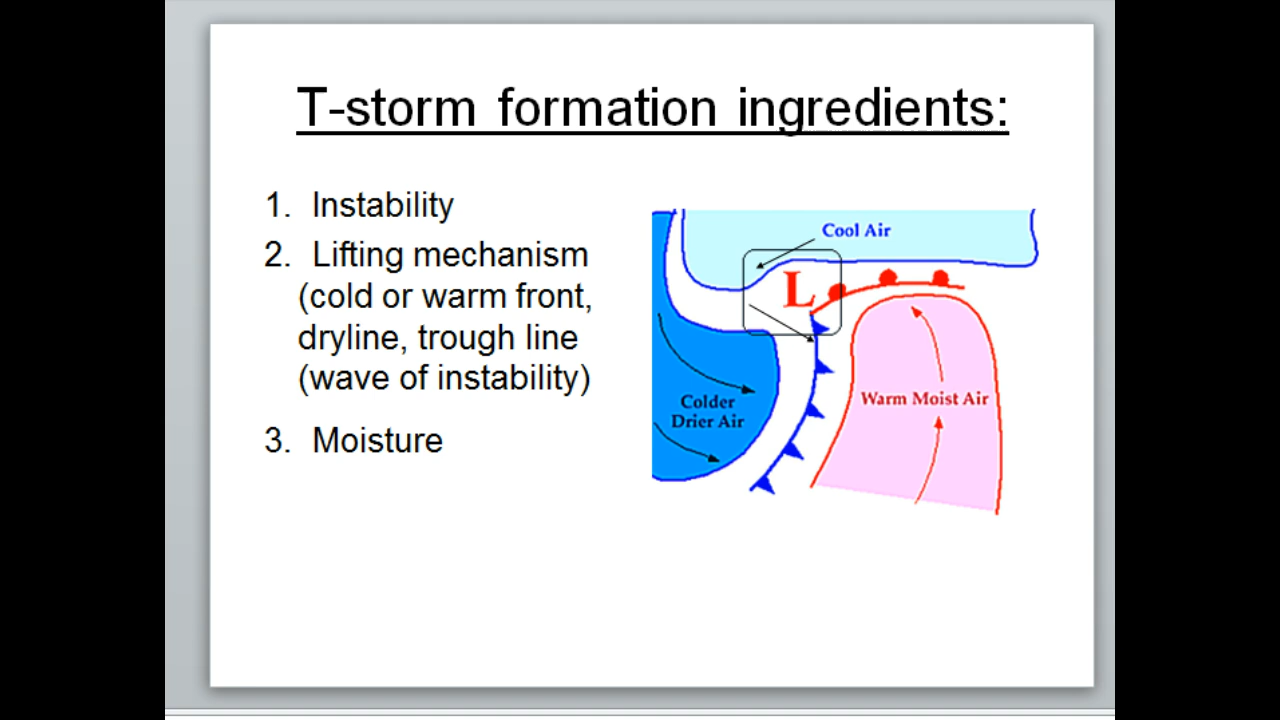 T-storm formation ingredients:
1. Instability
2. Lifting mechanism
(cold or warm front,
dryline, trough line
(wave of instability)
3. Moisture
Cool Air
L
Colder
Drier Air
Warm Moist Air